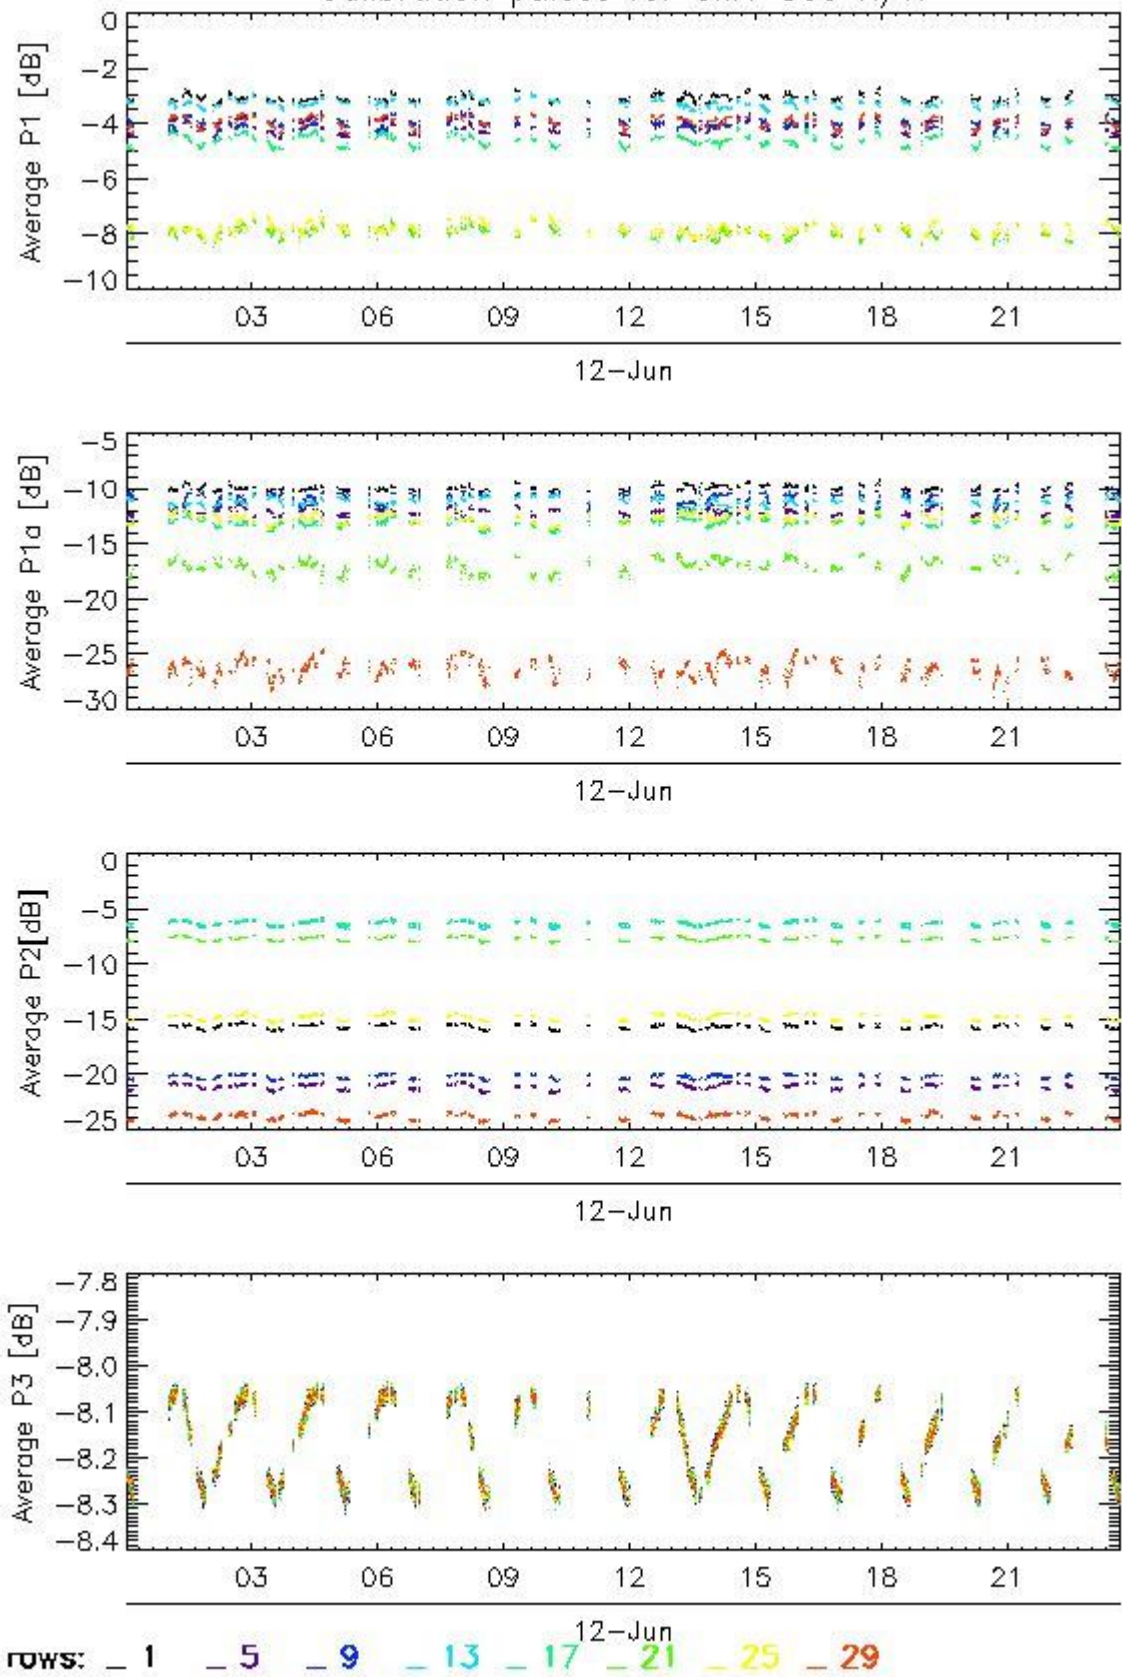 0
-2
-4
-6
-8
-10
Average P1 [dB]
03 06 09 12 15 18 21
12-Jun
-5
-10
-15
-20
-25
-30
Average P1a [dB]
03 06 09 12 15 18 21
12-Jun
0
-5
-10
-15
-20
-25
Average P2[dB]
03 06 09 12 15 18 21
12-Jun
-7.8
-7.9
-8.0
-8.1
-8.2
-8.3
-8.4
Average P3 [dB]
03 06 09 12 15 18 21
12-Jun
rows: _ 1 _ 5 _ 9 _ 13 _ 17 _ 21 _ 25 _ 29